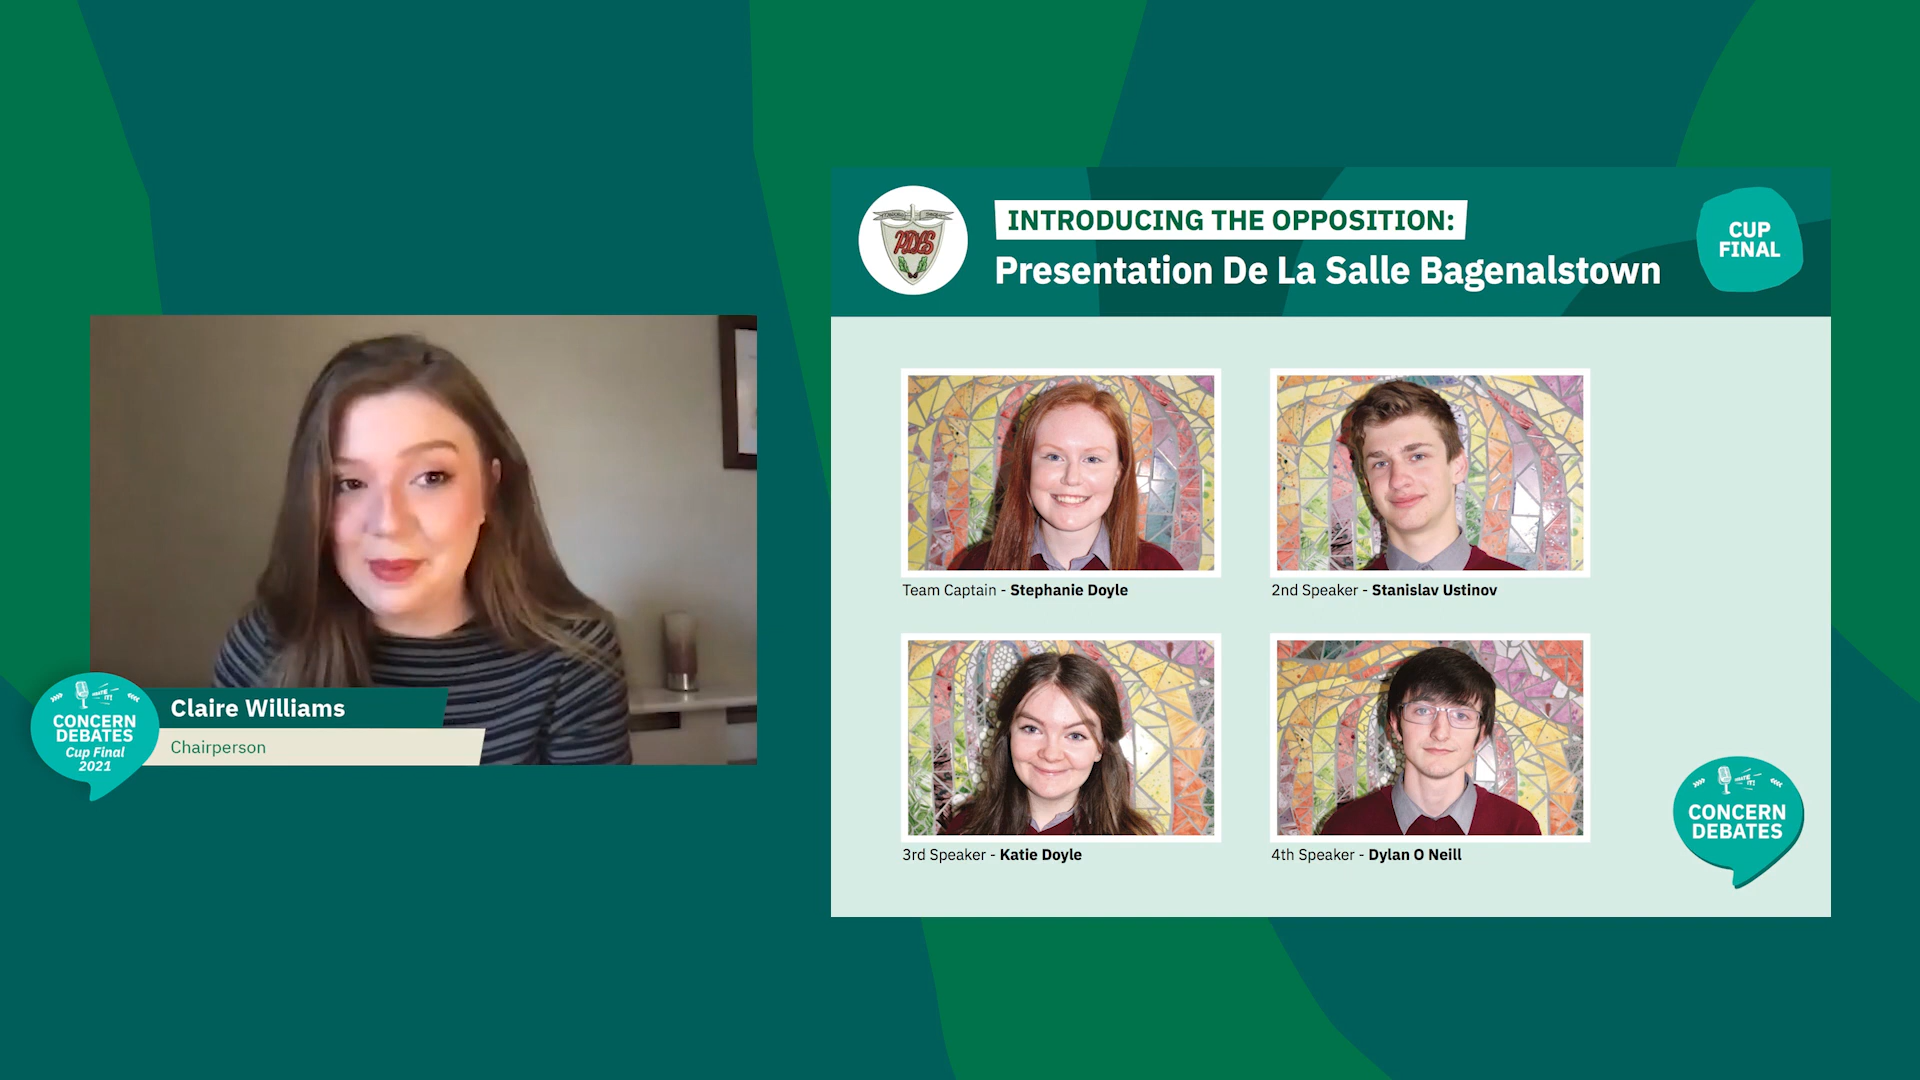 INTRODUCING THE OPPOSITION:
Presentation De La Salle Bagenalstown
CUP
FINAL
Team Captain - Stephanie Doyle
2nd Speaker - Stanislav Ustinov
3rd Speaker - Katie Doyle
4th Speaker - Dylan O Neill
Claire Williams
Chairperson
CONCERN
DEBATES
Cup Final
2021
CONCERN
DEBATES